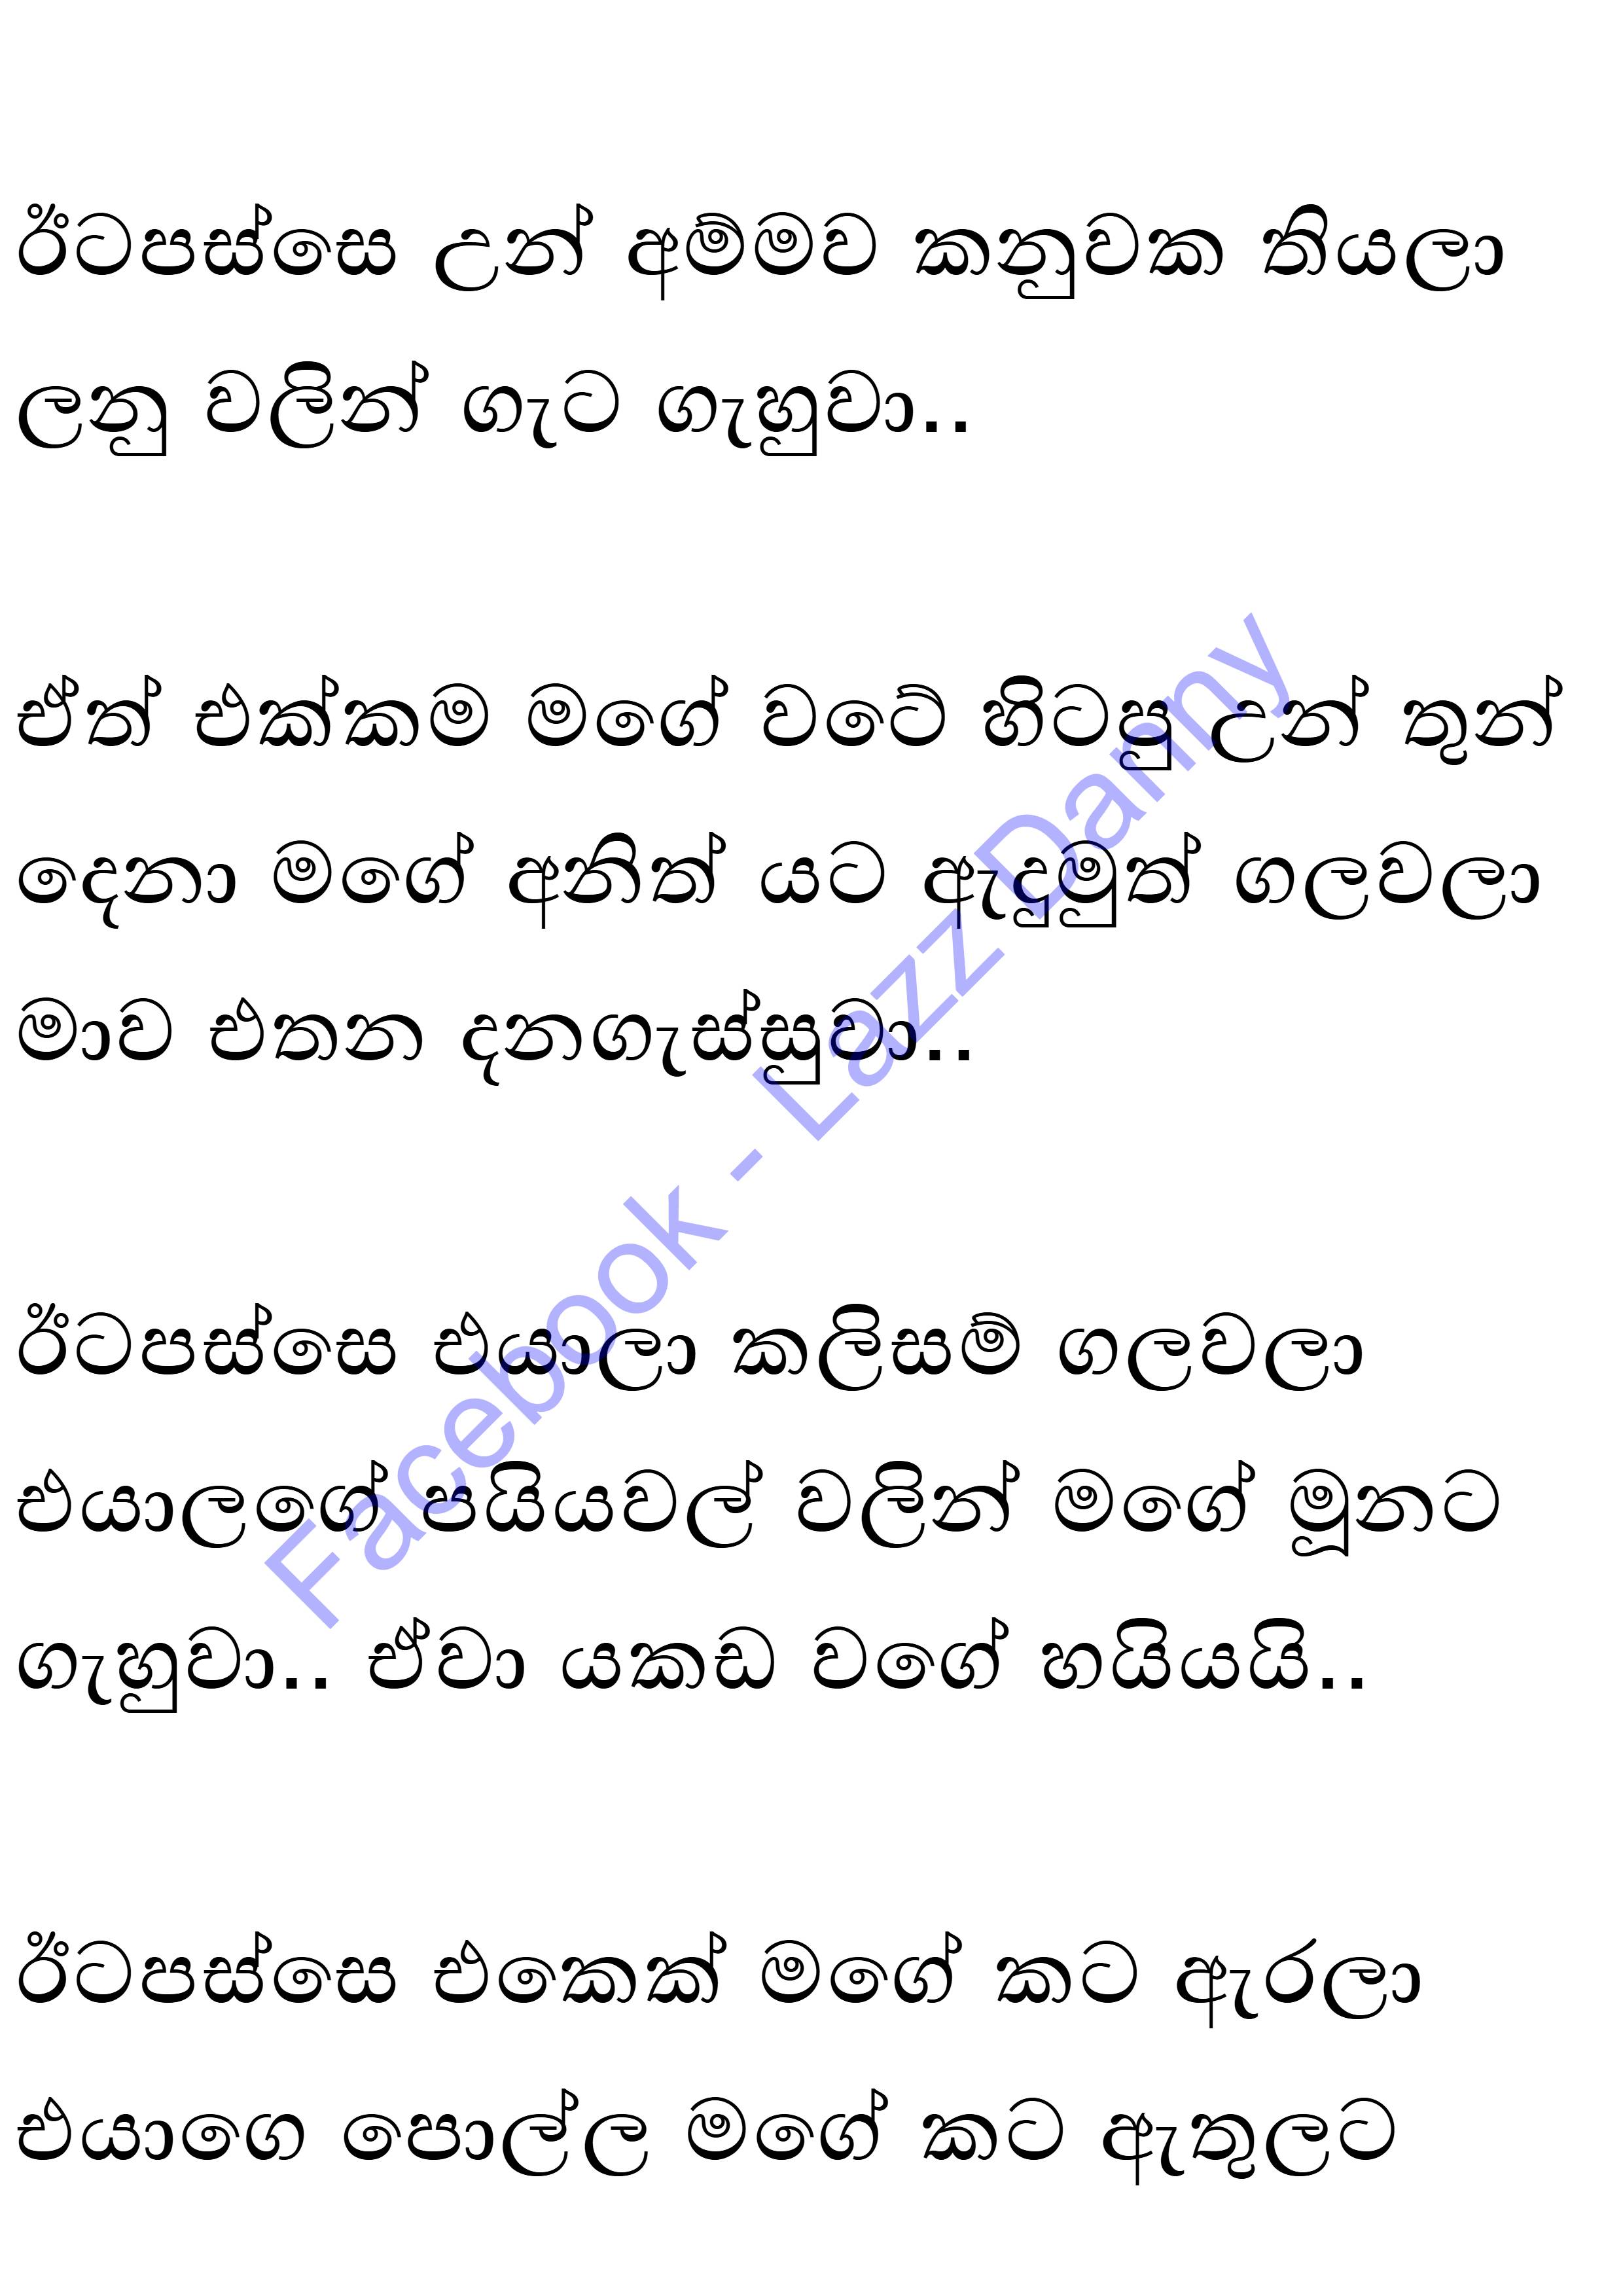 ඊටපස්සෙ උන් අම්මව කනුවක තියලා
ලනු වලින් ගැට ගැහුවා..
ඒත් එක්කම මගේ වටේ හිටපු උන් තුන්
දෙනා මගේ අනිත් යට ඇඳුමුත් ගලවලා
මාව එතන දනගැස්සුවා..
ඊටපස්සෙ එයාලා කලිසම් ගලවලා
එයාලගේ පයියවල් වලින් මගේ මූනට
ගැහුවා.. ඒවා යකඩ වගේ හයියයි..
ඊටපස්සෙ එකෙක් මගේ කට ඇරලා
එයාගෙ පොල්ල මගේ කට ඇතුලට
Facebook - Lazz Danny